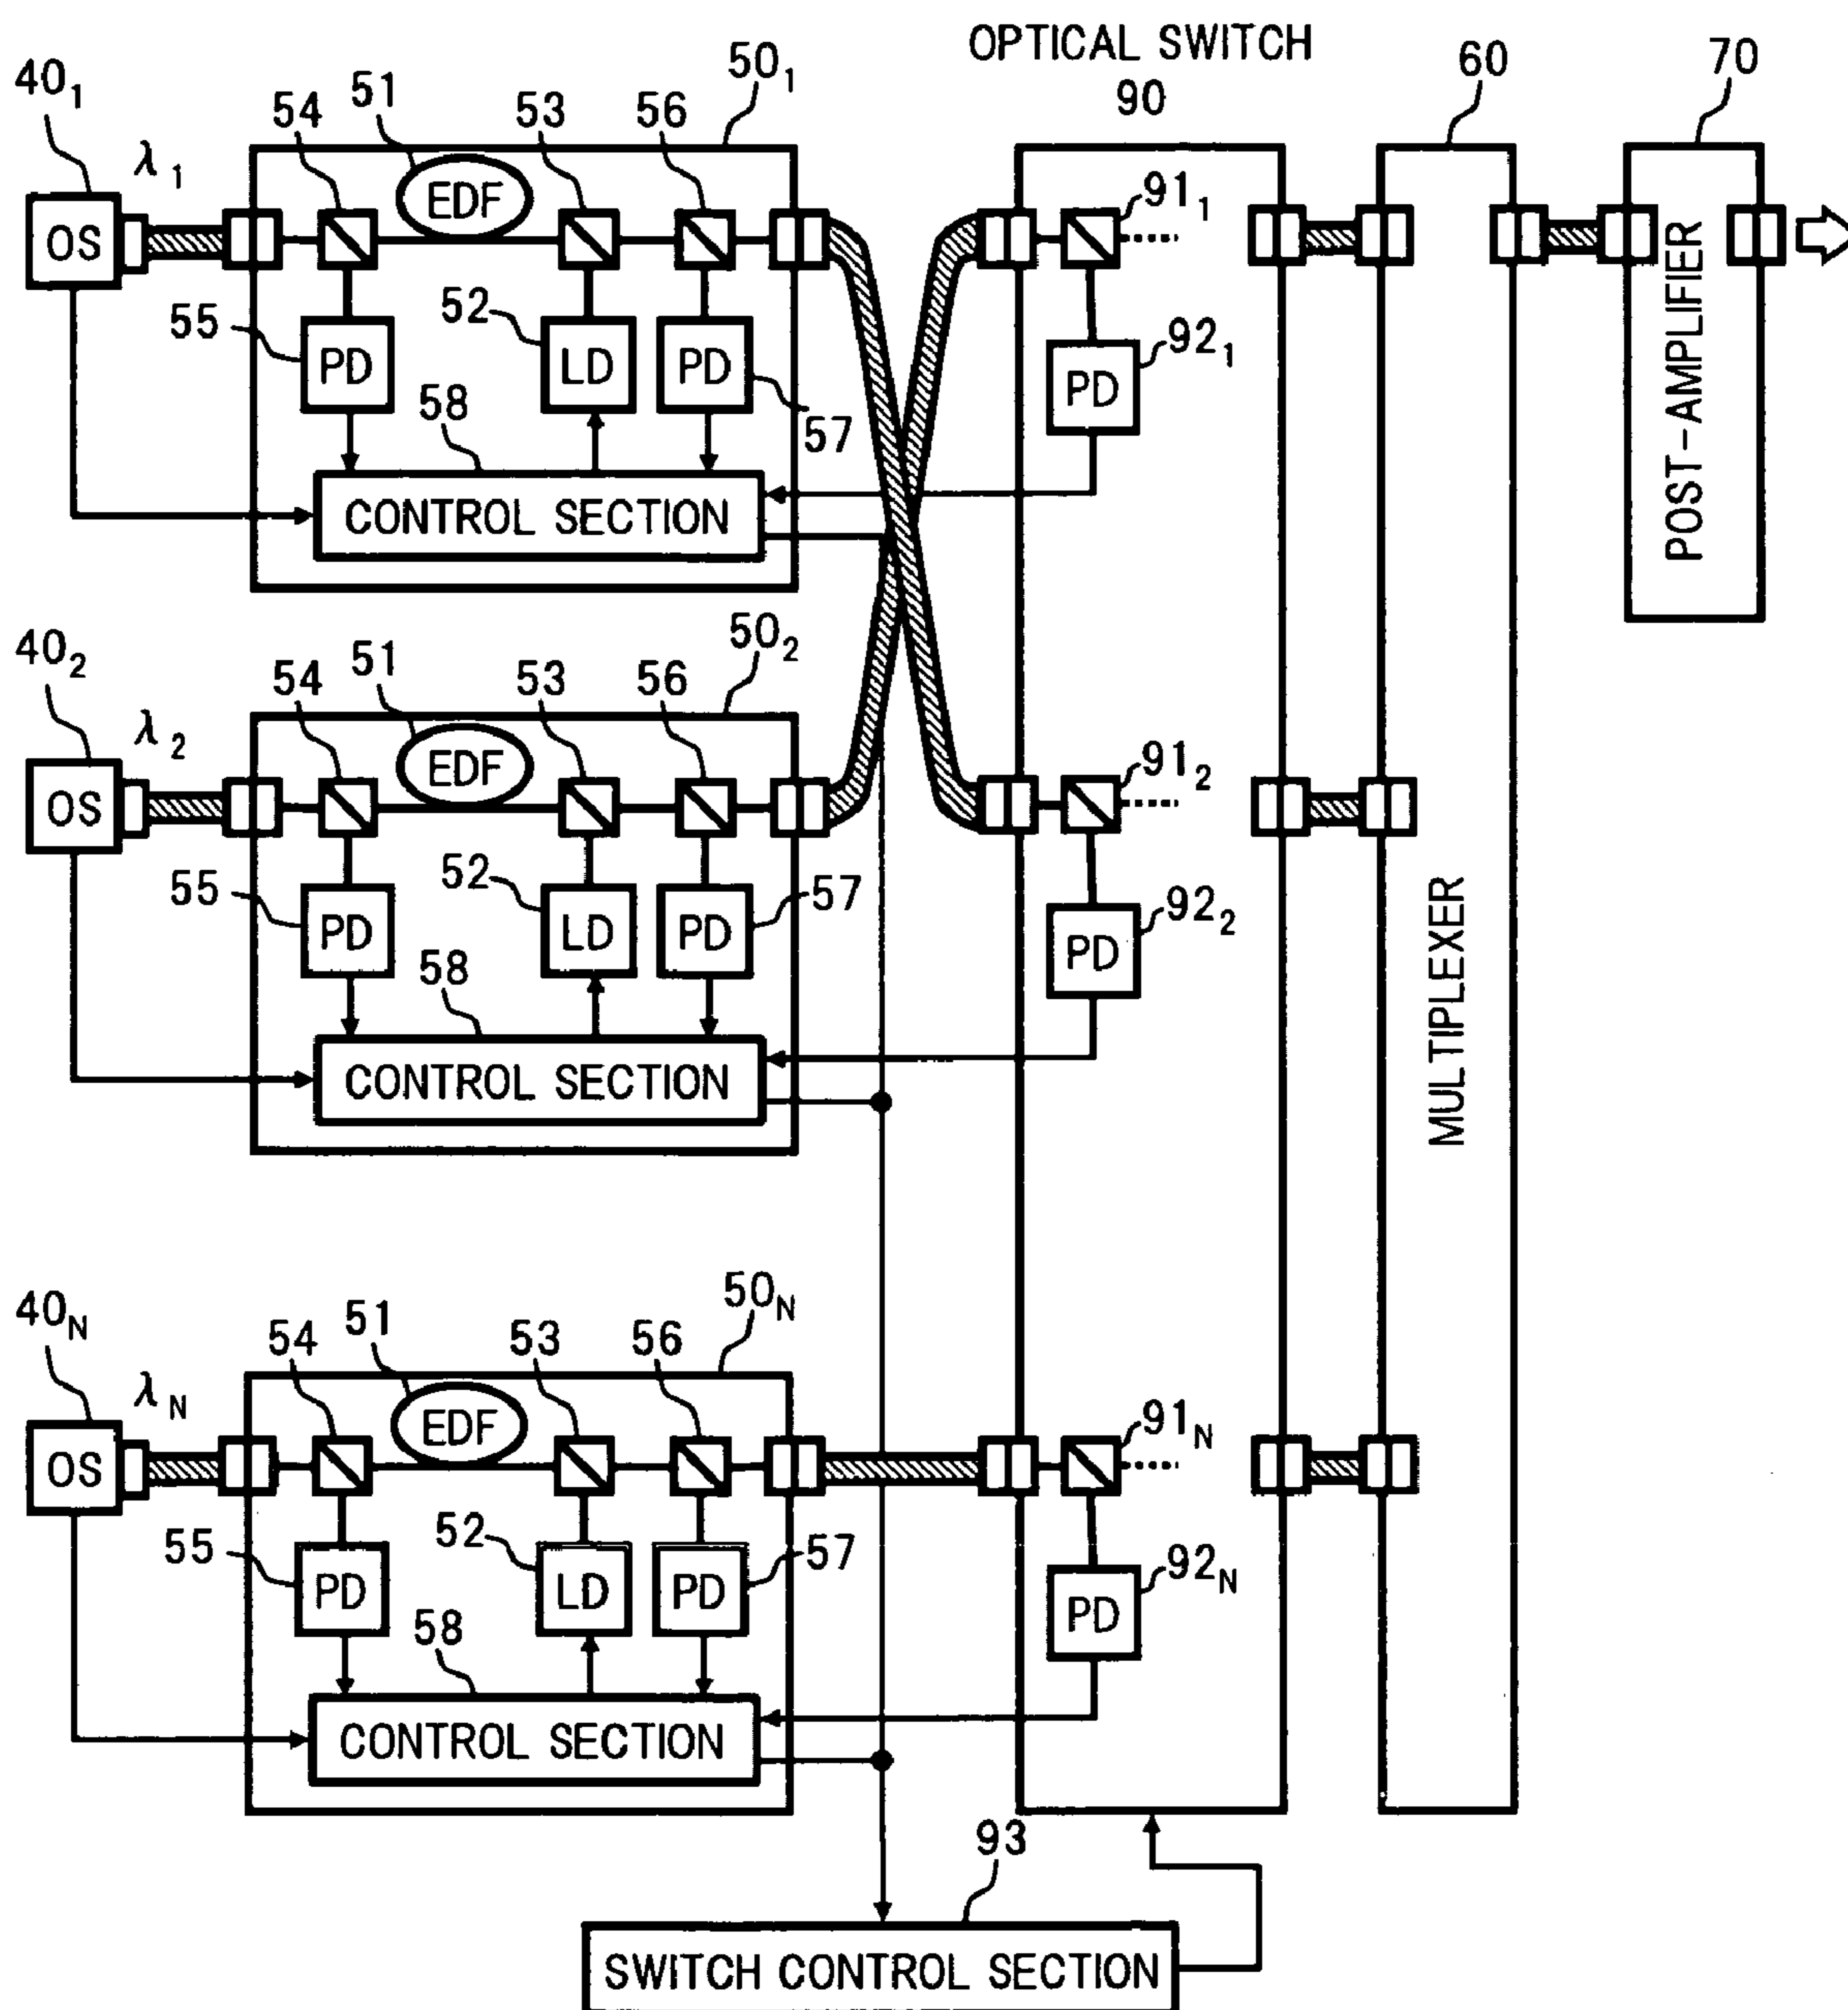 OPTICAL SWITCH
90
60
70
40₁
λ₁
54
51
53
56
50₁
OS
EDF
91₁
55
PD
52
LD
PD
57
92₁
PD
58
CONTROL SECTION
POST-AMPLIFIER
40₂
λ₂
54
51
53
56
50₂
OS
EDF
91₂
55
PD
52
LD
PD
57
92₂
PD
58
CONTROL SECTION
MULTIPLEXER
40N
λN
54
51
53
56
50N
OS
EDF
91N
55
PD
52
LD
PD
57
92N
PD
58
CONTROL SECTION
93
SWITCH CONTROL SECTION